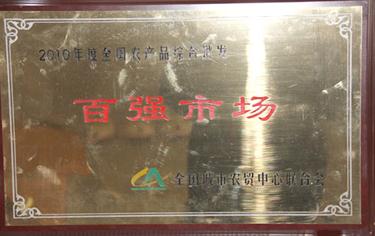 2010年度全国农产品综合批发
百强市场
全国城市农贸中心联合会